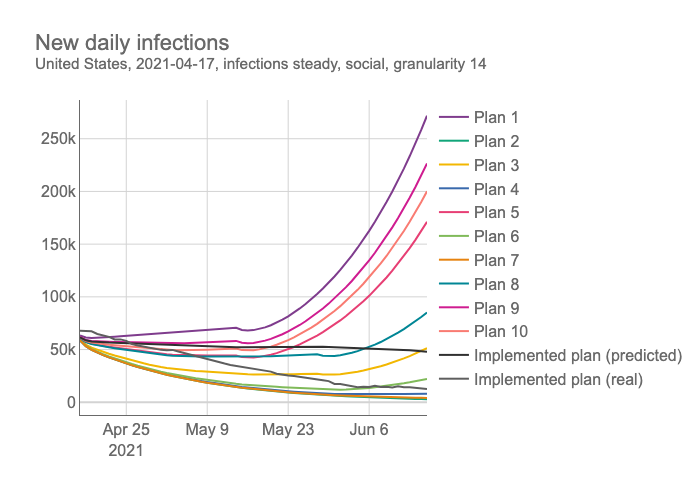 New daily infections
United States, 2021-04-17, infections steady, social, granularity 14
250k
200k
150k
100k
50k
0
Apr 25
2021
May 9
May 23
Jun 6
Plan 1
Plan 2
Plan 3
Plan 4
Plan 5
Plan 6
Plan 7
Plan 8
Plan 9
Plan 10
Implemented plan (predicted)
Implemented plan (real)